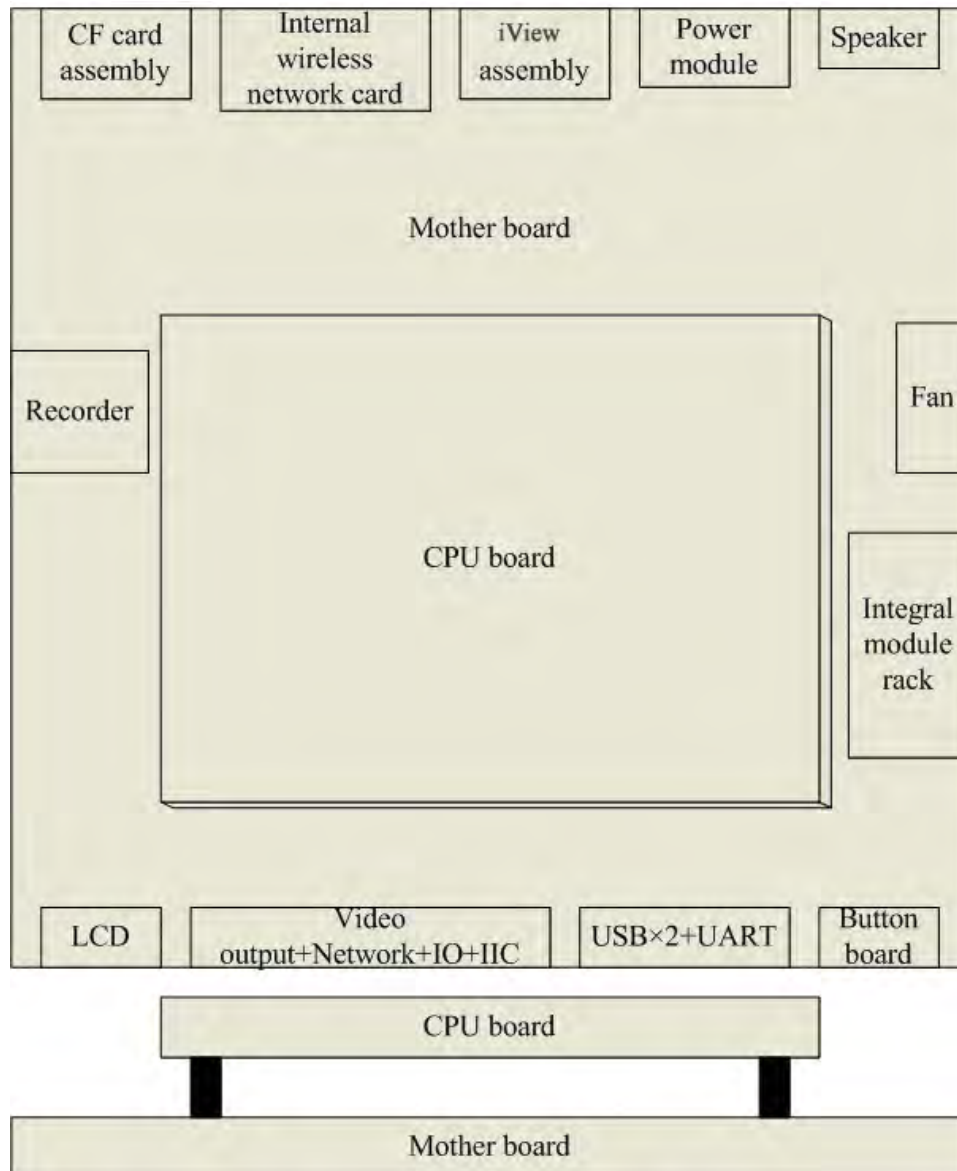 CF card
assembly
Internal
wireless
network card
iView
assembly
Power
module
Speaker
Mother board
Recorder
Fan
CPU board
Integral
module
rack
LCD
Video
output+Network+IO+IIC
USB×2+UART
Button
board
CPU board
Mother board